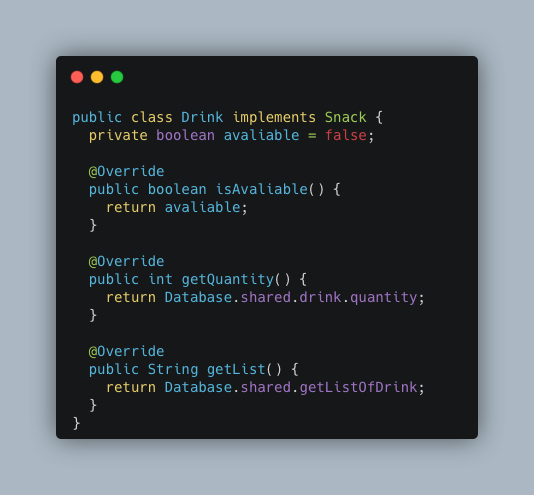 public class Drink implements Snack {
  private boolean avaliable = false;

  @Override
  public boolean isAvaliable() {
    return avaliable;
  }

  @Override
  public int getQuantity() {
    return Database.shared.drink.quantity;
  }

  @Override
  public String getList() {
    return Database.shared.getListOfDrink;
  }
}